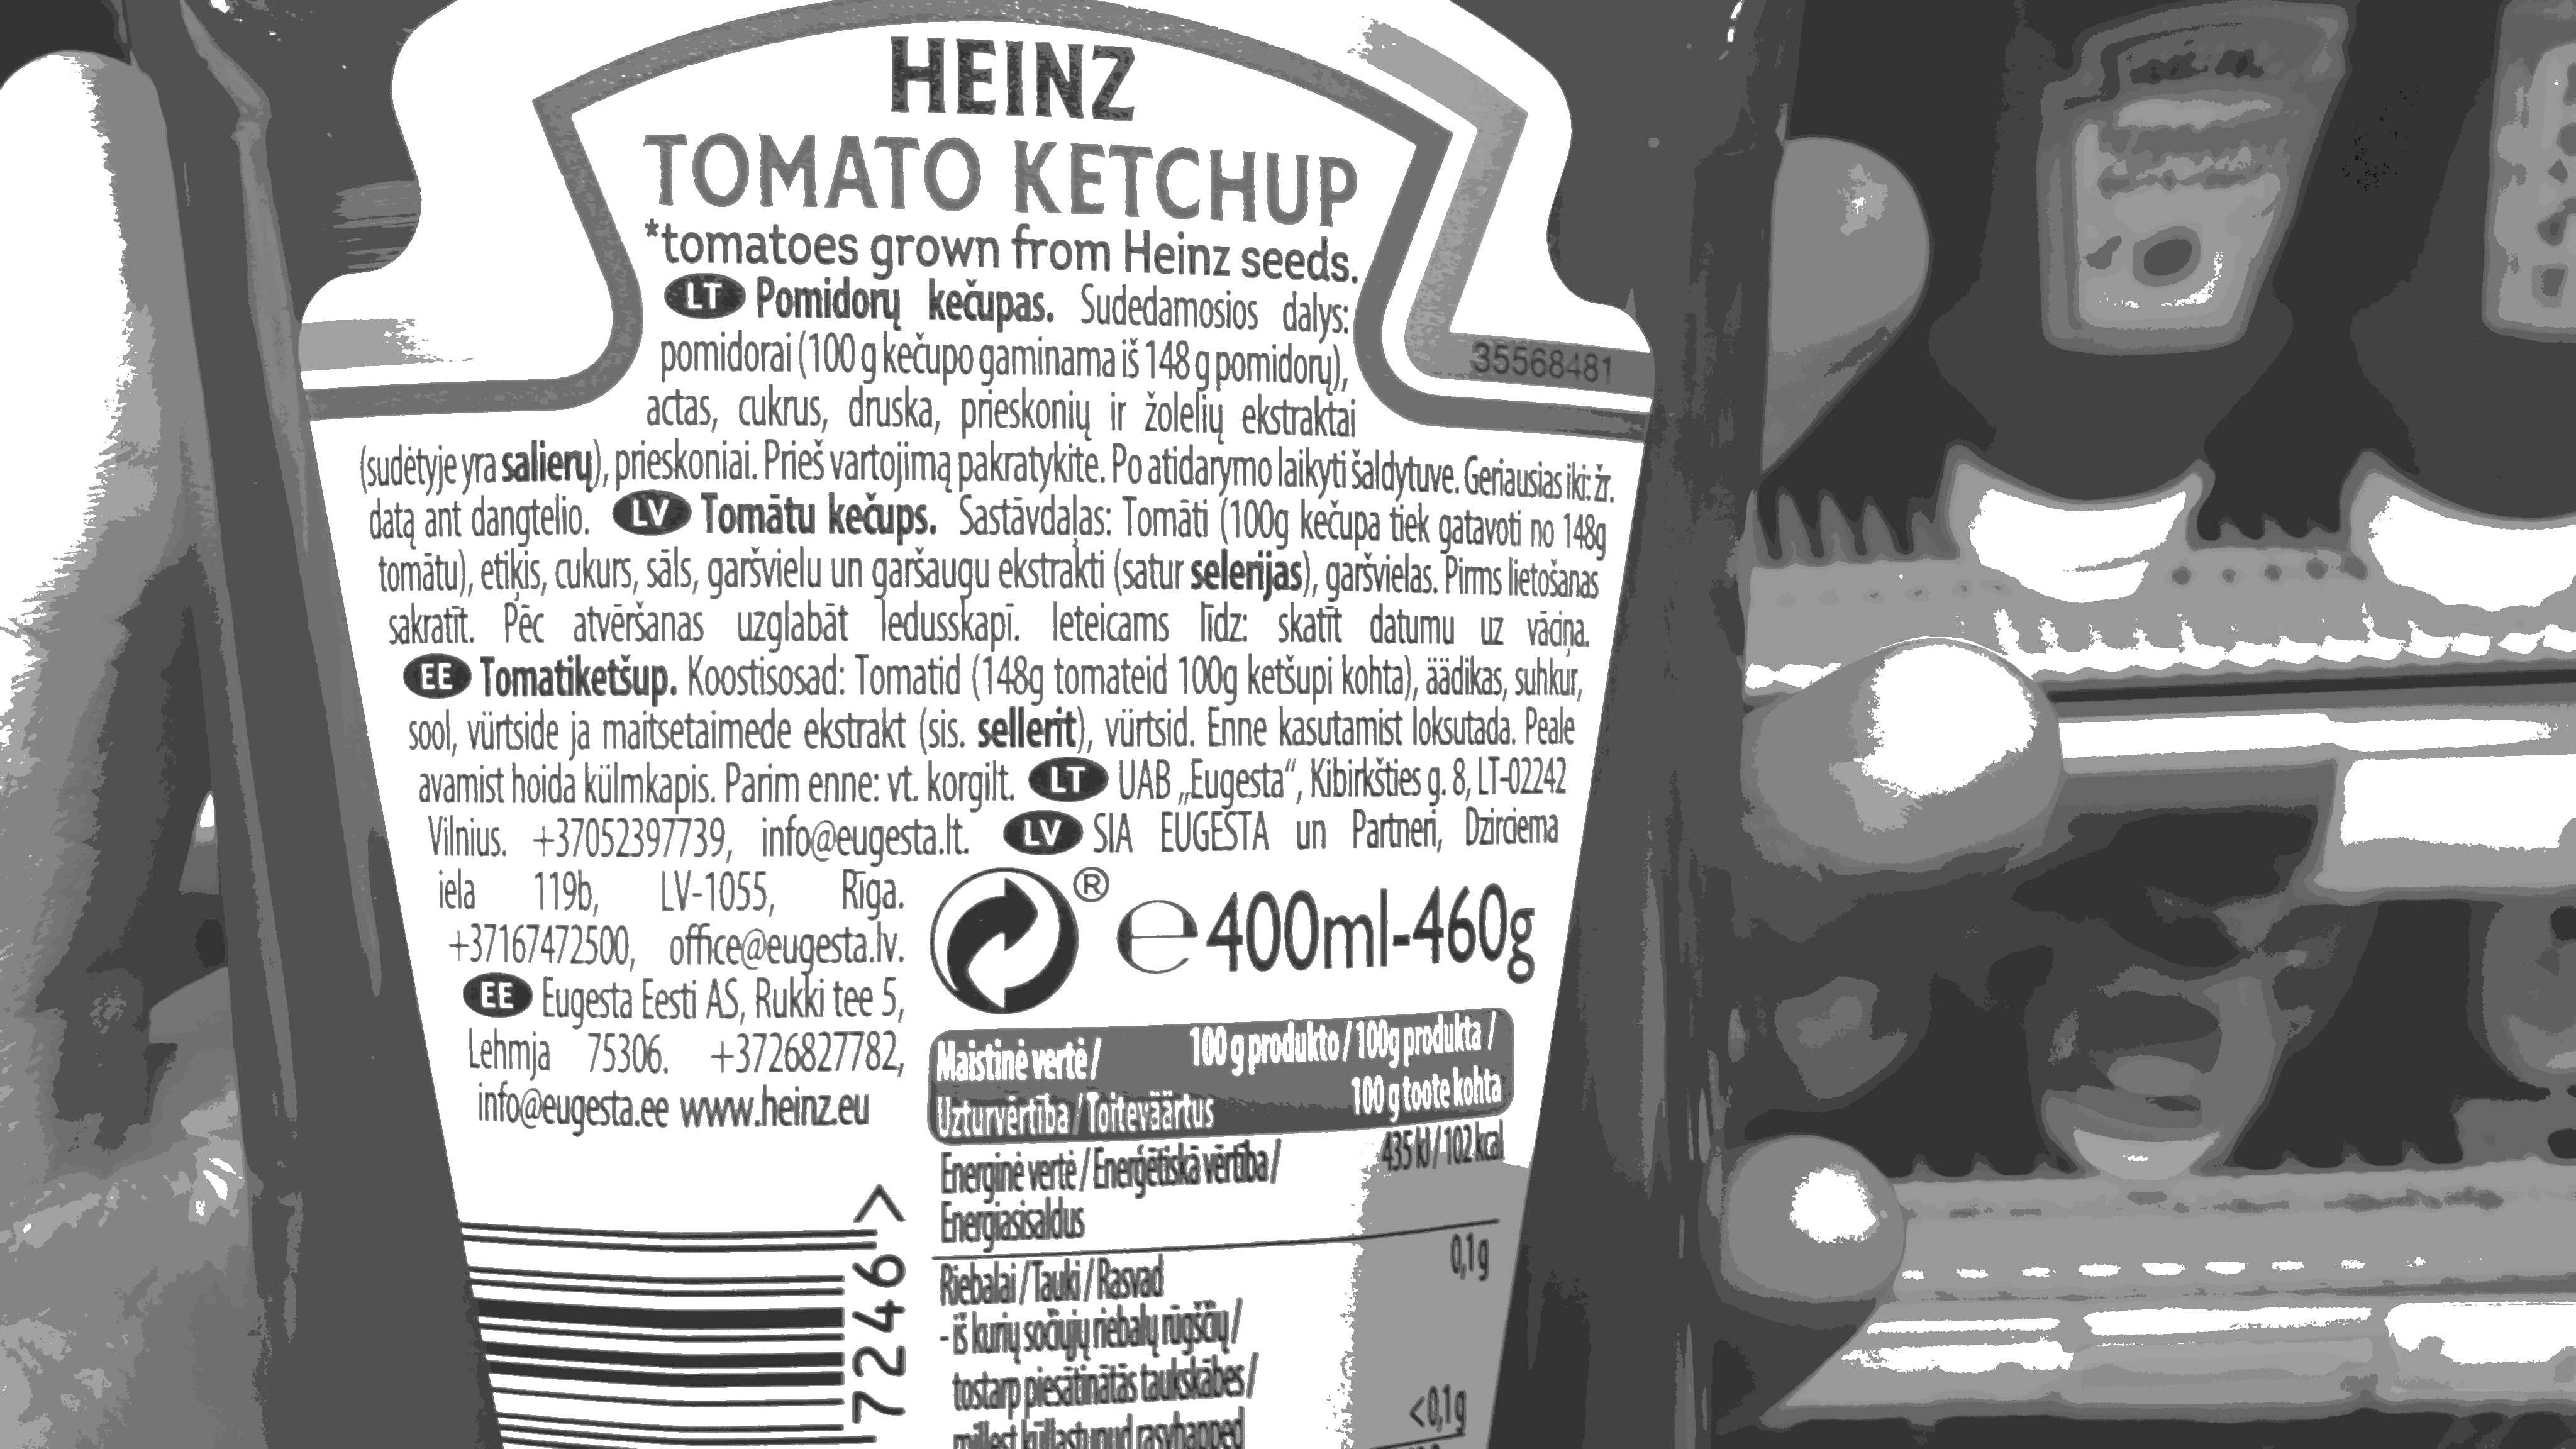 HEINZ
TOMATO KETCHUP
*tomatoes grown from Heinz seeds.
LT Pomidorų kečupas. Sudedamosios dalys:
pomidorai (100 g kečupo gaminama iš 148 g pomidorų),
35568481
actas, cukrus, druska, prieskonių ir žolelių ekstraktai
(sudėtyje yra salierų), prieskoniai. Prieš vartojimą pakratykite. Po atidarymo laikyti šaldytuve. Geriausias iki: žr.
datą ant dangtelio. LV Tomātu kečups. Sastāvdaļas: Tomāti (100g kečupa tiek gatavoti no 148g
tomātu), etiķis, cukurs, sāls, garšvielu un garšaugu ekstrakti (satur selerijas), garšvielas. Pirms lietošanas
sakratīt. Pēc atvēršanas uzglabāt ledusskapī. Ieteicams līdz: skatīt datumu uz vāciņa.
EE Tomatiketšup. Koostisosad: Tomatid (148g tomateid 100g ketšupi kohta), äädikas, suhkur,
sool, vürtside ja maitsetaimede ekstrakt (sis. sellerit), vürtsid. Enne kasutamist loksutada. Peale
avamist hoida külmkapis. Parim enne: vt. korgilt. LT UAB „Eugesta“, Kibirkšties g. 8, LT-02242
Vilnius. +37052397739, info@eugesta.lt. LV SIA EUGESTA un Partneri, Dzirciema
iela 119b, LV-1055, Rīga.
+37167472500, office@eugesta.lv.
EE Eugesta Eesti AS, Rukki tee 5,
Lehmja 75306. +3726827782,
info@eugesta.ee www.heinz.eu
® e 400ml-460g
Maistinė vertė / 100 g produkto / 100g produkta /
Uzturvērtība / Toiteväärtus 100 g toote kohta
Energinė vertė / Enerģētiskā vērtība / 435 kJ / 102 kcal
Energiasisaldus
Riebalai / Tauki / Rasvad 0,1 g
- iš kurių sočiųjų riebalų rūgščių /
tostarp piesātinātās taukskābes /
millest küllastunud rasvhapped <0,1 g
7246 >